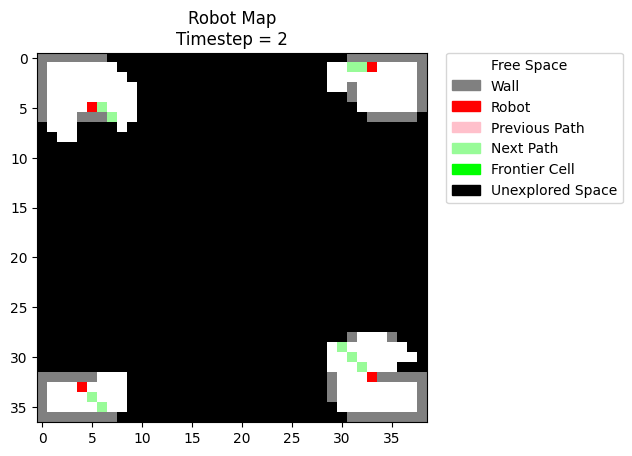 Robot Map
Timestep = 2
0
5
10
15
20
25
30
35
0
5
10
15
20
25
30
35
Free Space
Wall
Robot
Previous Path
Next Path
Frontier Cell
Unexplored Space